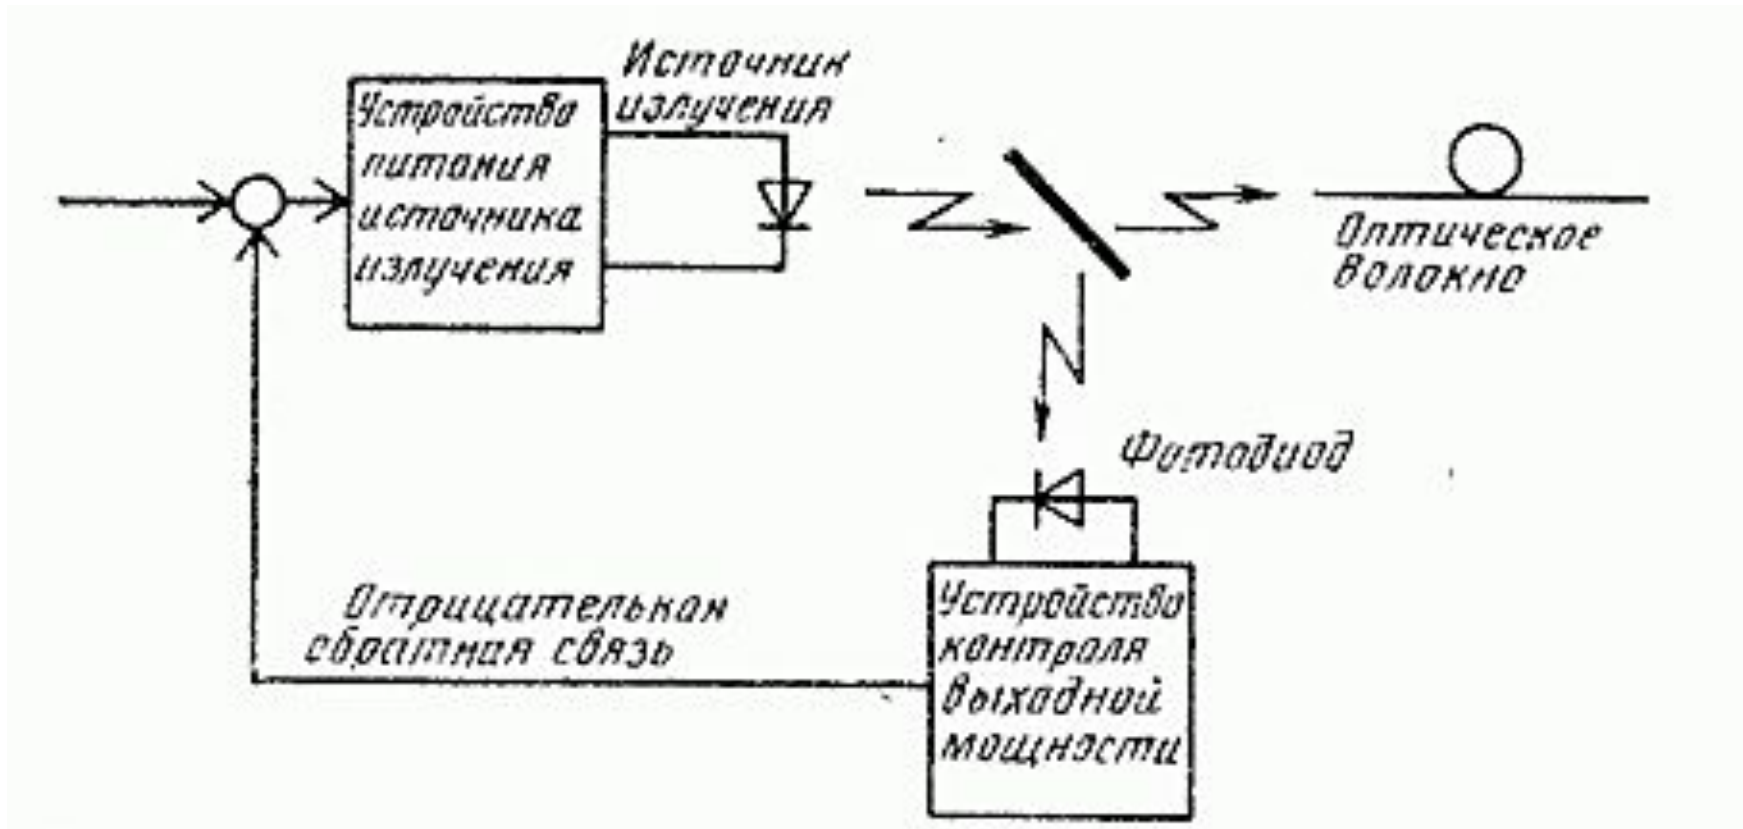 Источник
излучения
Устройство
питания
источника
излучения
Оптическое
волокно
Фотодиод
Отрицательная
обратная связь
Устройство
контроля
выходной
мощности